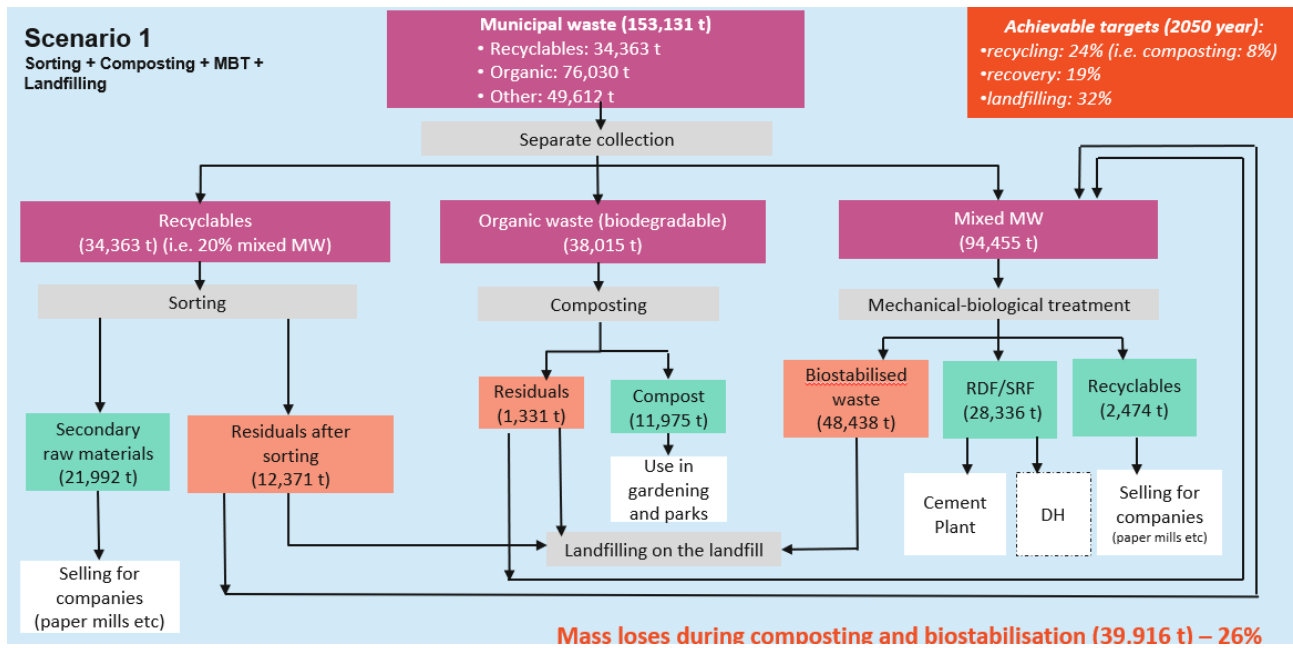 Scenario 1
Sorting + Composting + MBT +
Landfilling
Municipal waste (153,131 t)
• Recyclables: 34,363 t
• Organic: 76,030 t
• Other: 49,612 t
Achievable targets (2050 year):
•recycling: 24% (i.e. composting: 8%)
•recovery: 19%
•landfilling: 32%
Separate collection
Recyclables
(34,363 t) (i.e. 20% mixed MW)
Organic waste (biodegradable)
(38,015 t)
Mixed MW
(94,455 t)
Sorting
Composting
Mechanical-biological treatment
Secondary
raw materials
(21,992 t)
Residuals after
sorting
(12,371 t)
Residuals
(1,331 t)
Compost
(11,975 t)
Biostabilised
waste
(48,438 t)
RDF/SRF
(28,336 t)
Recyclables
(2,474 t)
Use in
gardening
and parks
Cement
Plant
DH
Selling for
companies
(paper mills etc)
Landfilling on the landfill
Selling for
companies
(paper mills etc)
Mass loses during composting and biostabilisation (39,916 t) – 26%